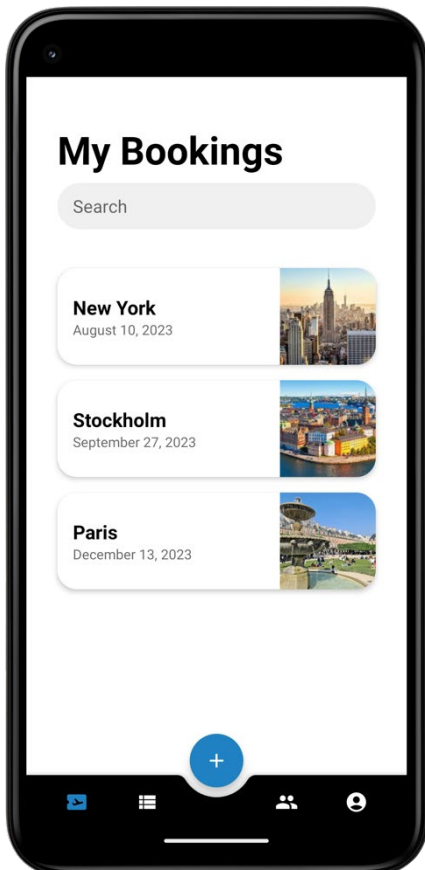 My Bookings
Search
New York
August 10, 2023
Stockholm
September 27, 2023
Paris
December 13, 2023
+